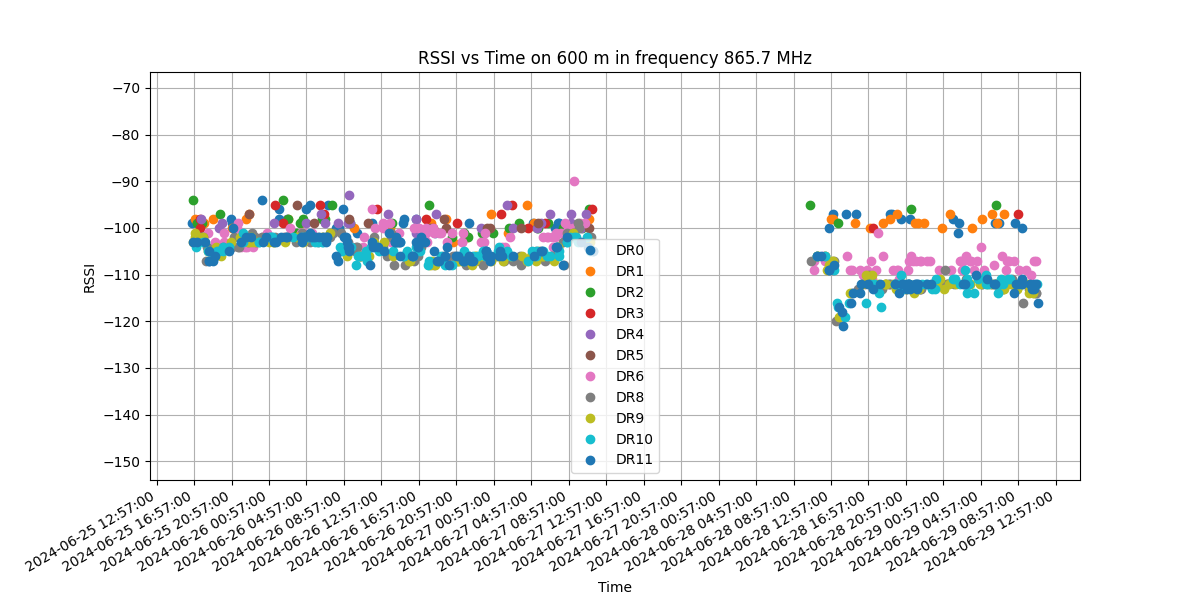 RSSI vs Time on 600 m in frequency 865.7 MHz
RSSI
−70
−80
−90
−100
−110
−120
−130
−140
−150
DR0
DR1
DR2
DR3
DR4
DR5
DR6
DR8
DR9
DR10
DR11
2024-06-25 12:57:00
2024-06-25 16:57:00
2024-06-25 20:57:00
2024-06-26 00:57:00
2024-06-26 04:57:00
2024-06-26 08:57:00
2024-06-26 12:57:00
2024-06-26 16:57:00
2024-06-26 20:57:00
2024-06-27 00:57:00
2024-06-27 04:57:00
2024-06-27 08:57:00
2024-06-27 12:57:00
2024-06-27 16:57:00
2024-06-27 20:57:00
2024-06-28 00:57:00
2024-06-28 04:57:00
2024-06-28 08:57:00
2024-06-28 12:57:00
2024-06-28 16:57:00
2024-06-28 20:57:00
2024-06-29 00:57:00
2024-06-29 04:57:00
2024-06-29 08:57:00
2024-06-29 12:57:00
Time